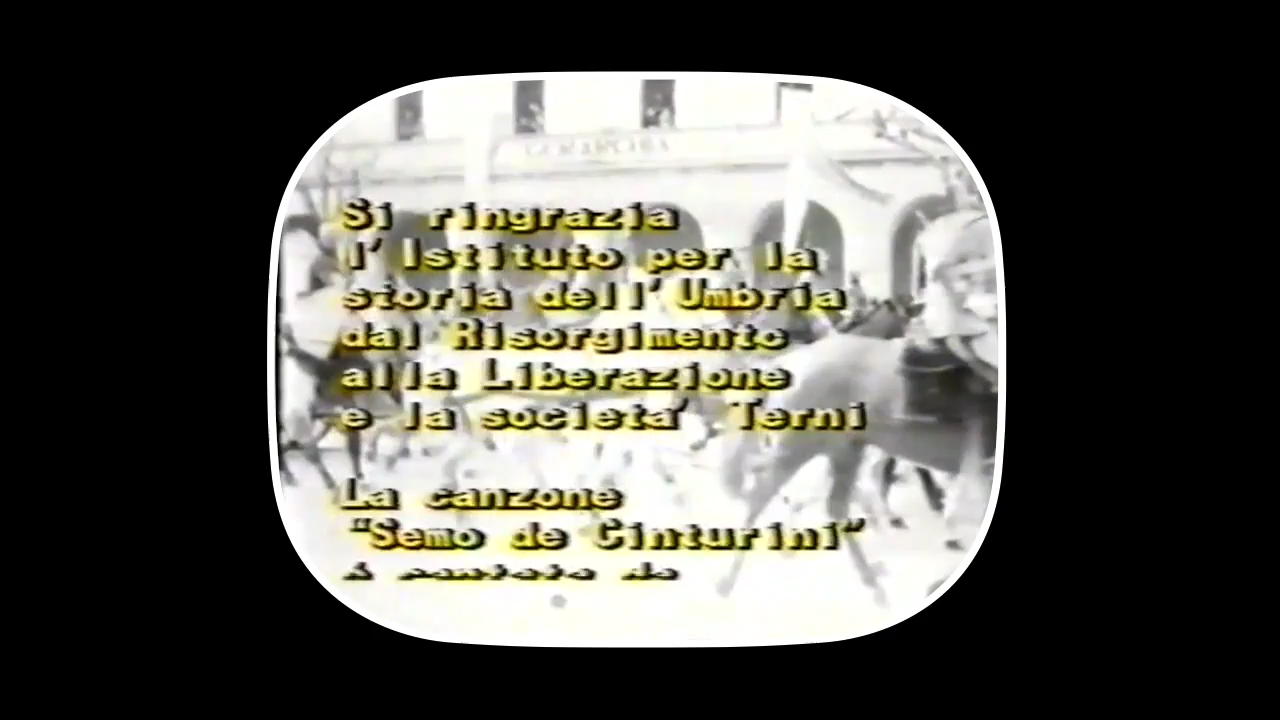 Si ringrazia
l'Istituto per la
storia dell'Umbria
dal Risorgimento
alla Liberazione
e la societa' Terni
La canzone
"Semo de Cinturini"